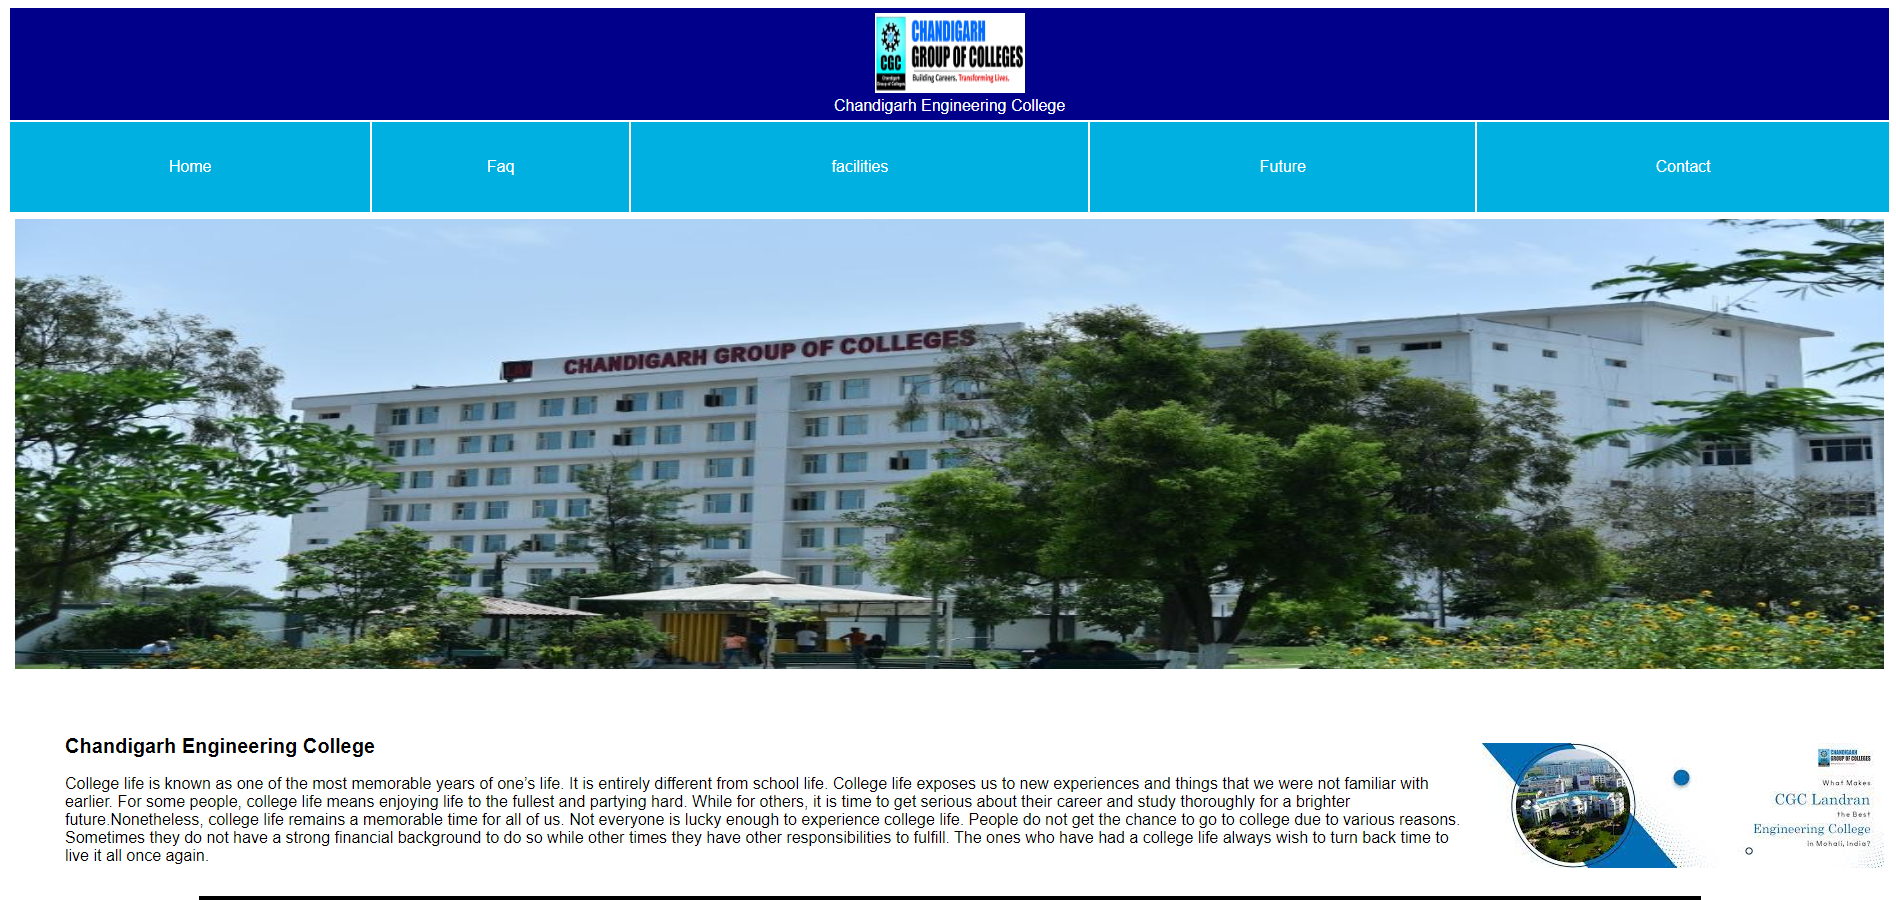 CHANDIGARH
GROUP OF COLLEGES
CGC
Building Careers. Transforming Lives.
Chandigarh Engineering College
Home
Faq
facilities
Future
Contact
CHANDIGARH GROUP OF COLLEGES
Chandigarh Engineering College
College life is known as one of the most memorable years of one’s life. It is entirely different from school life. College life exposes us to new experiences and things that we were not familiar with
earlier. For some people, college life means enjoying life to the fullest and partying hard. While for others, it is time to get serious about their career and study thoroughly for a brighter
future.Nonetheless, college life remains a memorable time for all of us. Not everyone is lucky enough to experience college life. People do not get the chance to go to college due to various reasons.
Sometimes they do not have a strong financial background to do so while other times they have other responsibilities to fulfill. The ones who have had a college life always wish to turn back time to
live it all once again.
CHANDIGARH
GROUP OF COLLEGES
What Makes
CGC Landran
the Best
Engineering College
in Mohali, India?